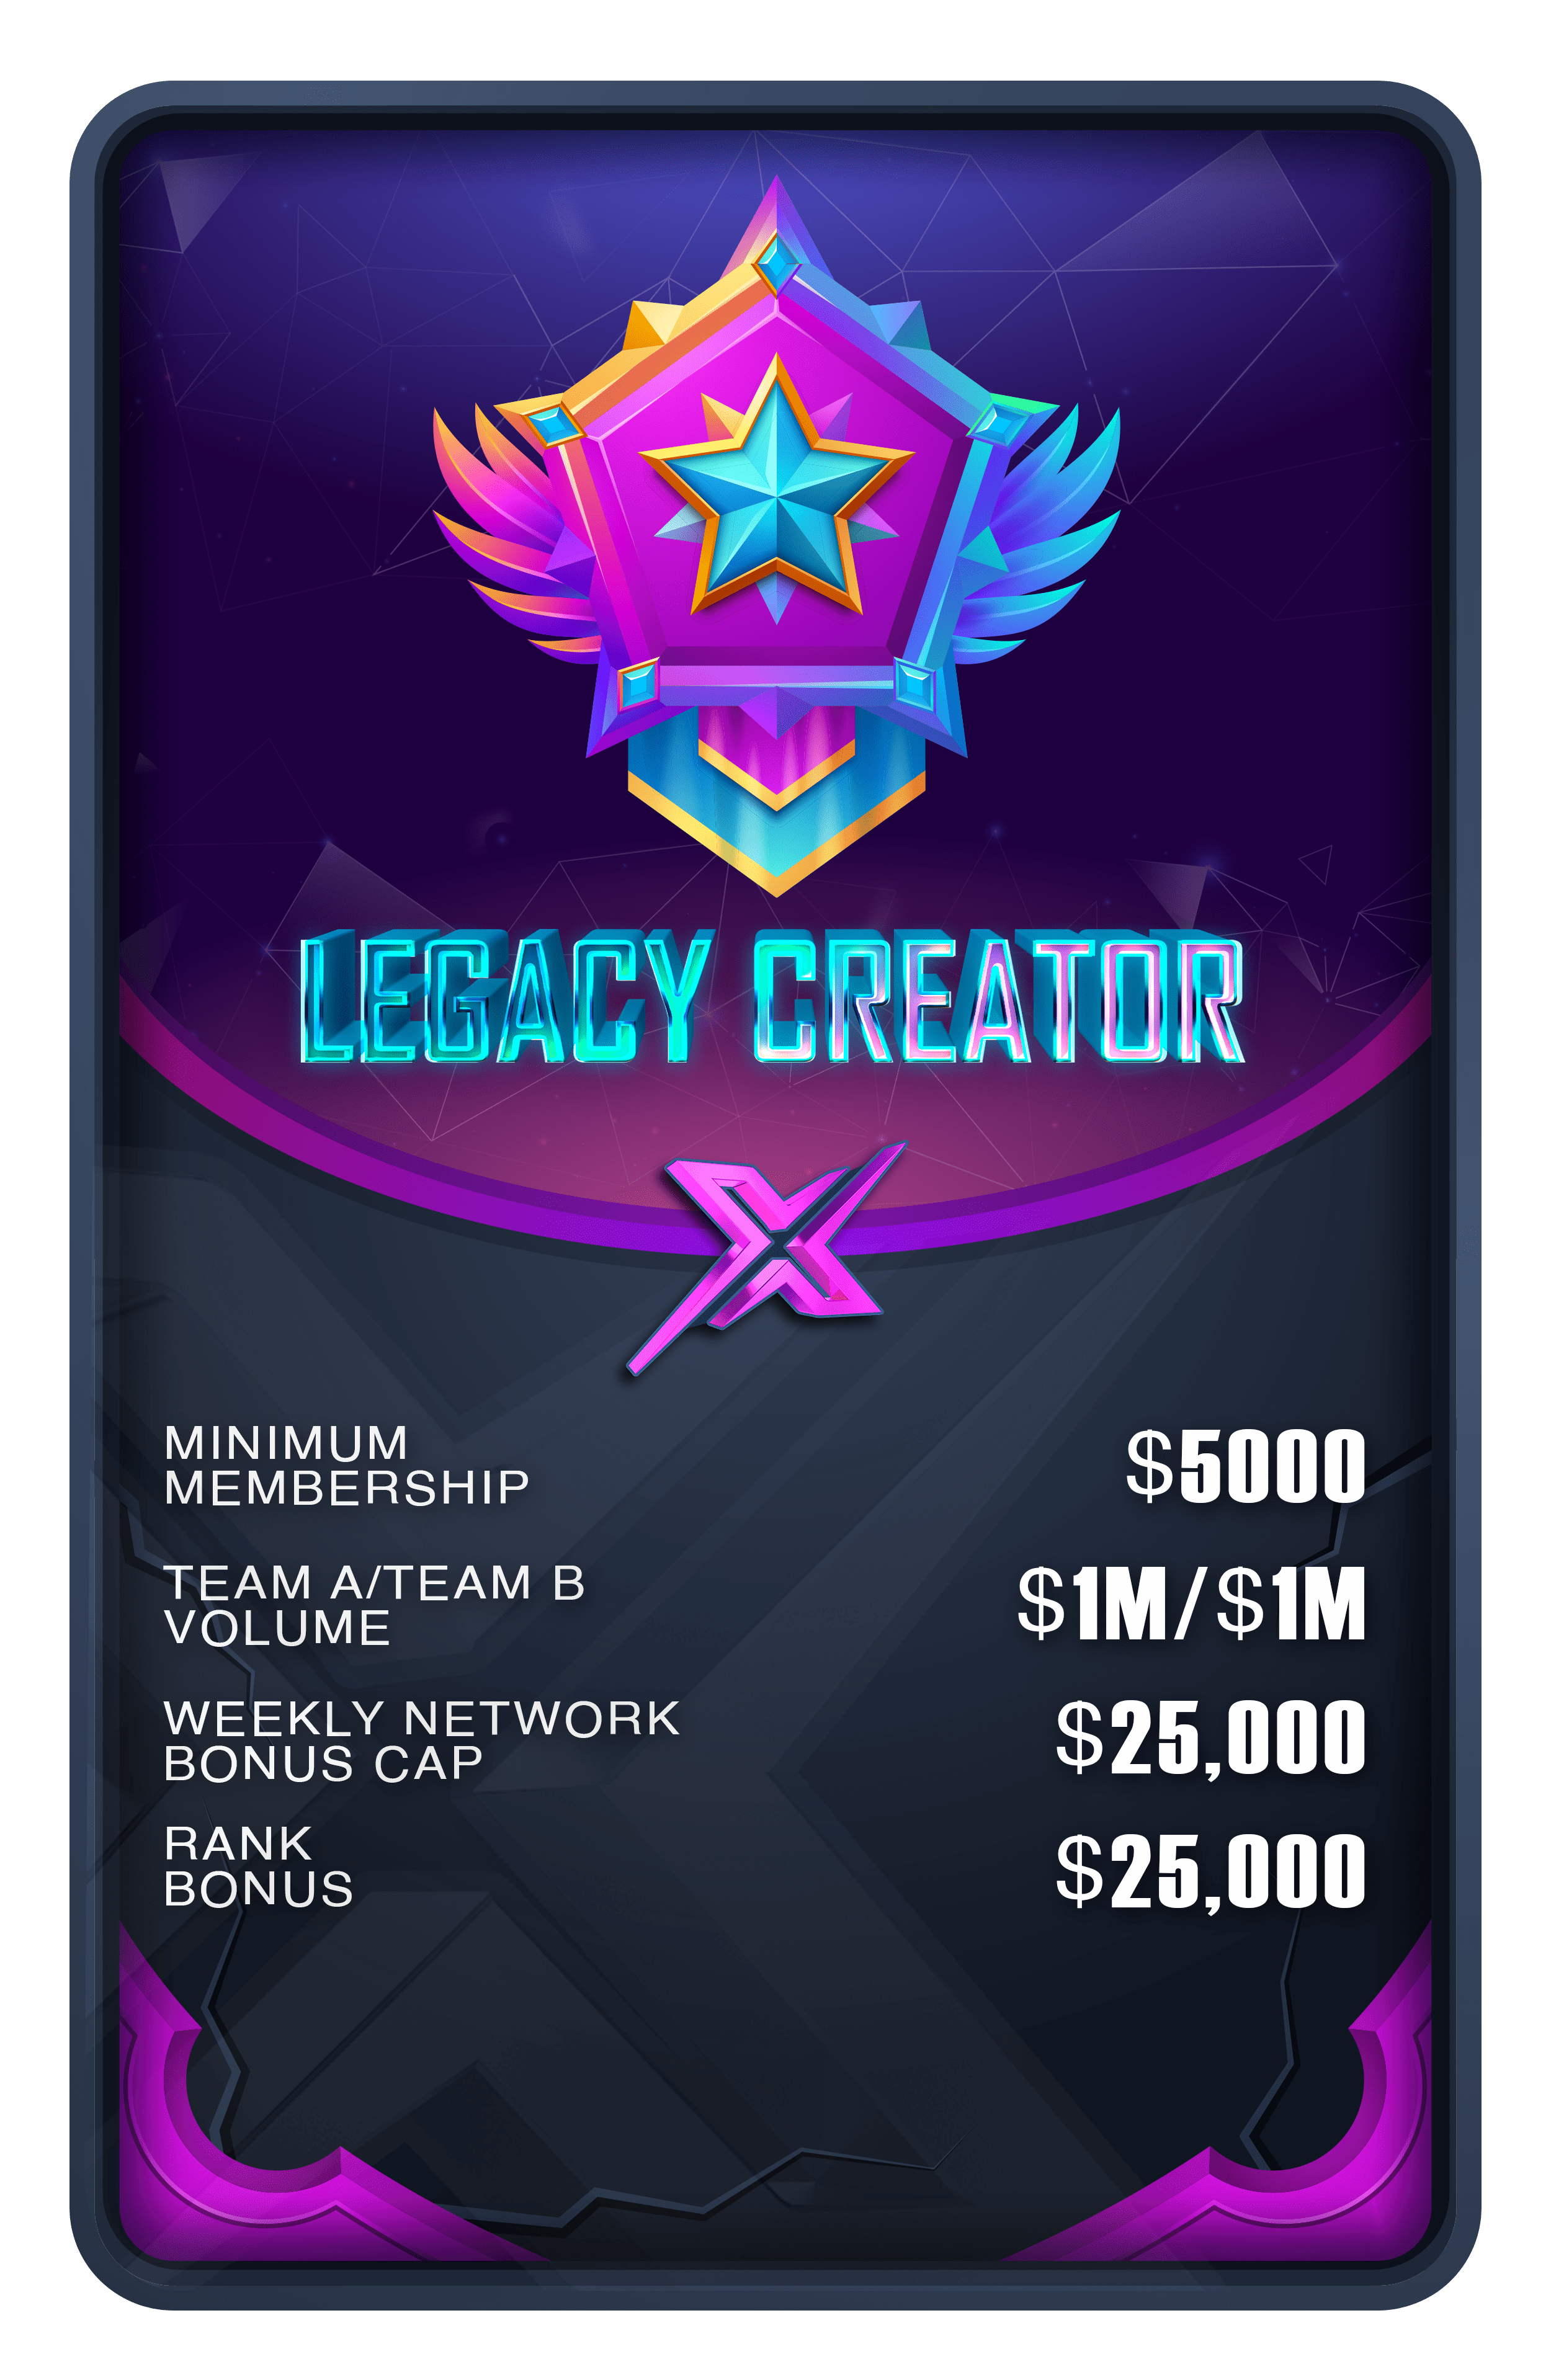 LEGACY CREATOR
X
MINIMUM
MEMBERSHIP
$5000
TEAM A/TEAM B
VOLUME
$1M/$1M
WEEKLY NETWORK
BONUS CAP
$25,000
RANK
BONUS
$25,000